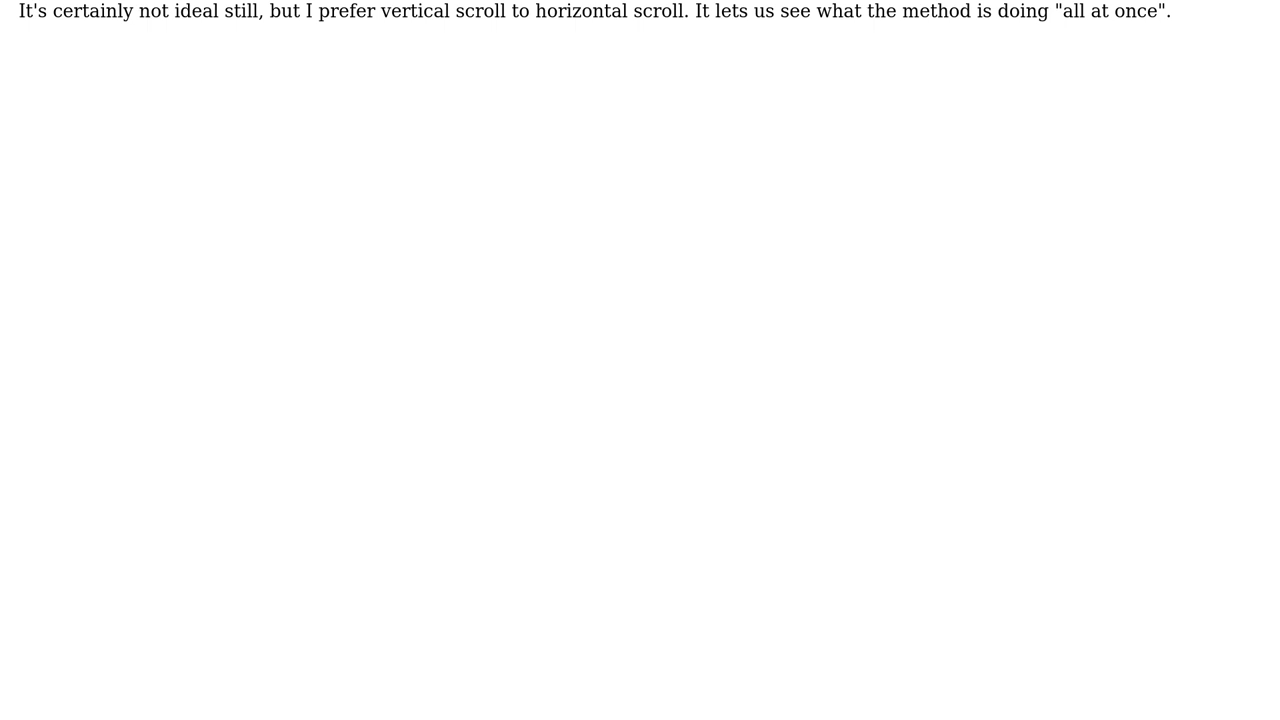 It's certainly not ideal still, but I prefer vertical scroll to horizontal scroll. It lets us see what the method is doing "all at once".